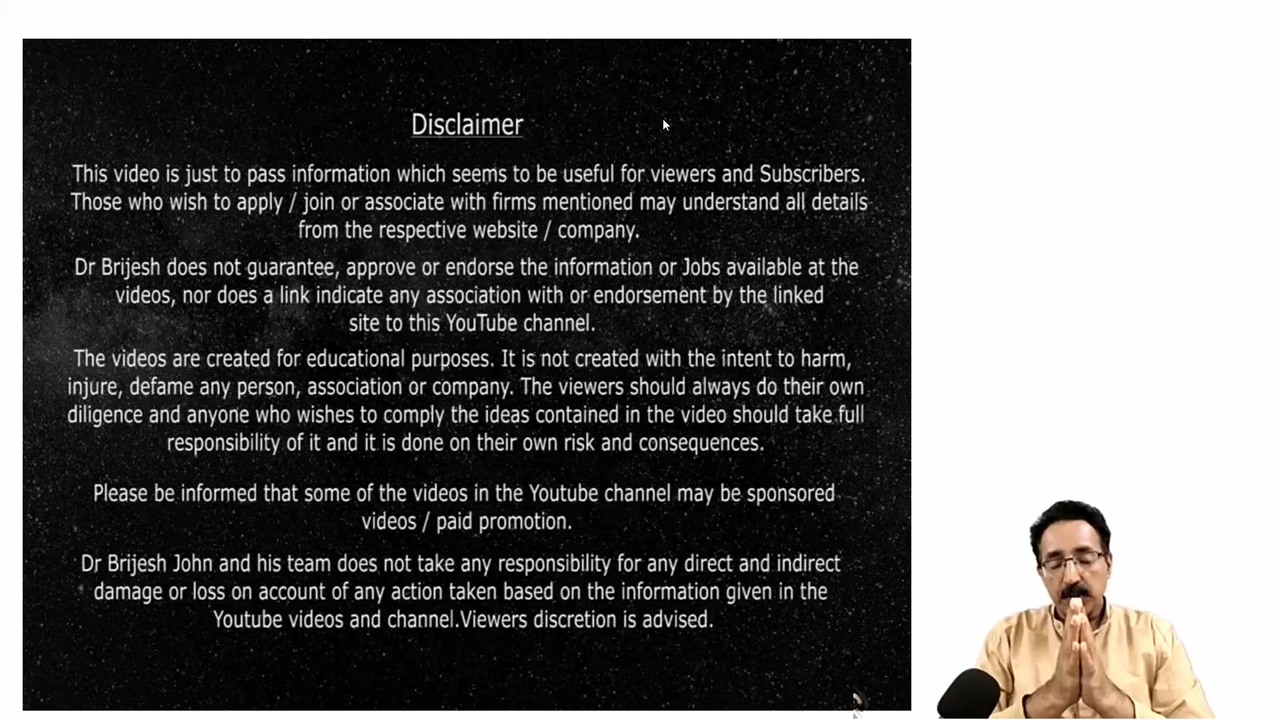 Disclaimer
This video is just to pass information which seems to be useful for viewers and Subscribers.
Those who wish to apply / join or associate with firms mentioned may understand all details
from the respective website / company.
Dr Brijesh does not guarantee, approve or endorse the information or Jobs available at the
videos, nor does a link indicate any association with or endorsement by the linked
site to this YouTube channel.
The videos are created for educational purposes. It is not created with the intent to harm,
injure, defame any person, association or company. The viewers should always do their own
diligence and anyone who wishes to comply the ideas contained in the video should take full
responsibility of it and it is done on their own risk and consequences.
Please be informed that some of the videos in the Youtube channel may be sponsored
videos / paid promotion.
Dr Brijesh John and his team does not take any responsibility for any direct and indirect
damage or loss on account of any action taken based on the information given in the
Youtube videos and channel.Viewers discretion is advised.